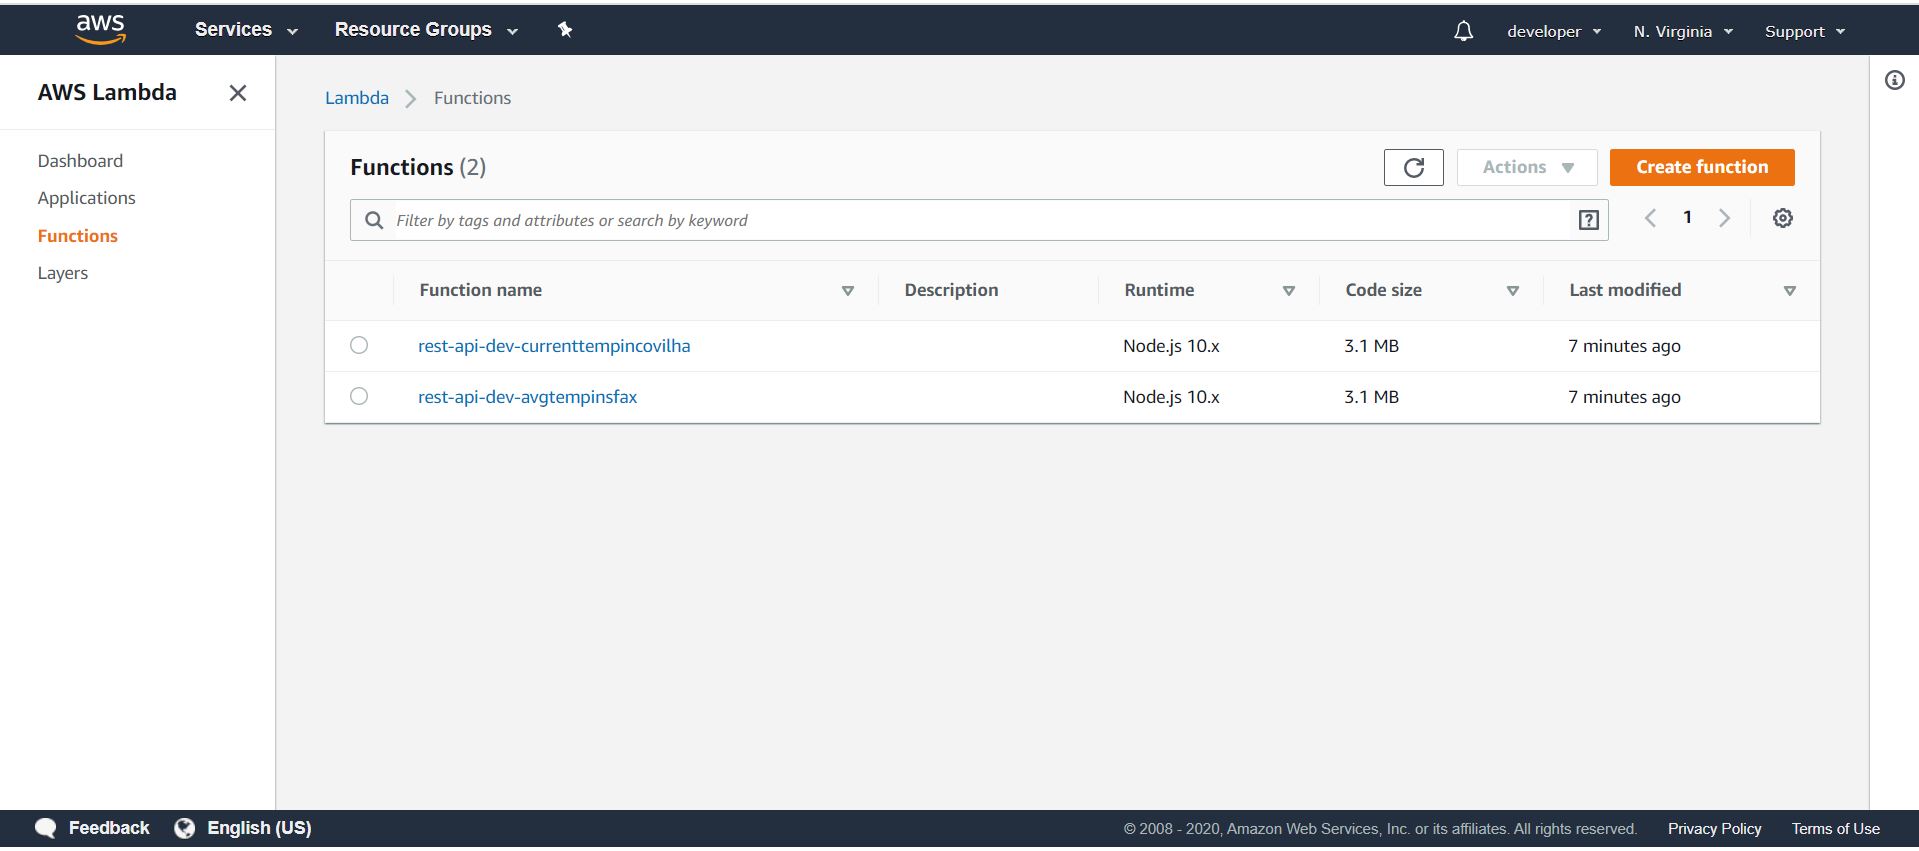 aws Services Resource Groups developer N. Virginia Support
AWS Lambda
Dashboard
Applications
Functions
Layers
Lambda Functions
Functions (2) Actions Create function
Filter by tags and attributes or search by keyword 1
Function name Description Runtime Code size Last modified
rest-api-dev-currenttempincovilha Node.js 10.x 3.1 MB 7 minutes ago
rest-api-dev-avgtempinsfax Node.js 10.x 3.1 MB 7 minutes ago
Feedback English (US) © 2008 - 2020, Amazon Web Services, Inc. or its affiliates. All rights reserved. Privacy Policy Terms of Use